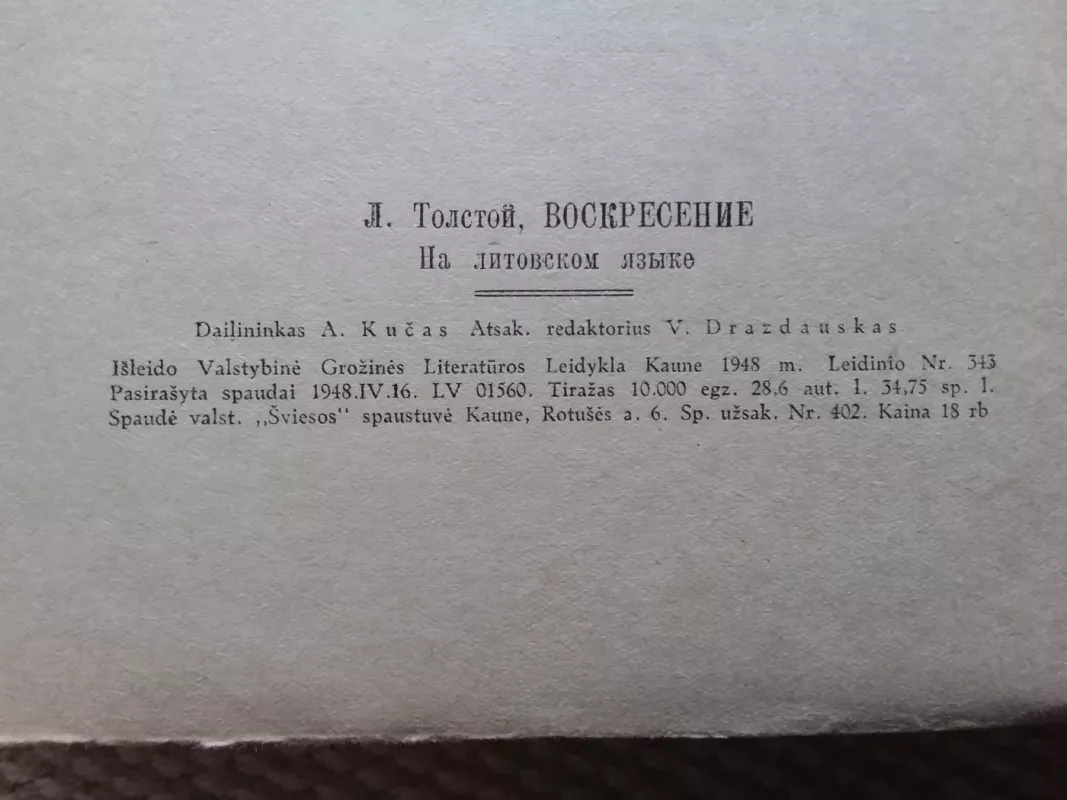 Л. Толстой, ВОСКРЕСЕНИЕ
На литовском языке
Dailininkas A. Kučas Atsak. redaktorius V. Drazdauskas
Išleido Valstybinė Grožinės Literatūros Leidykla Kaune 1948 m. Leidinio Nr. 343
Pasirašyta spaudai 1948.IV.16. LV 01560. Tiražas 10.000 egz. 28,6 aut. l. 34,75 sp. l.
Spaudė valst. „Šviesos" spaustuvė Kaune, Rotušės a. 6. Sp. užsak. Nr. 402. Kaina 18 rb